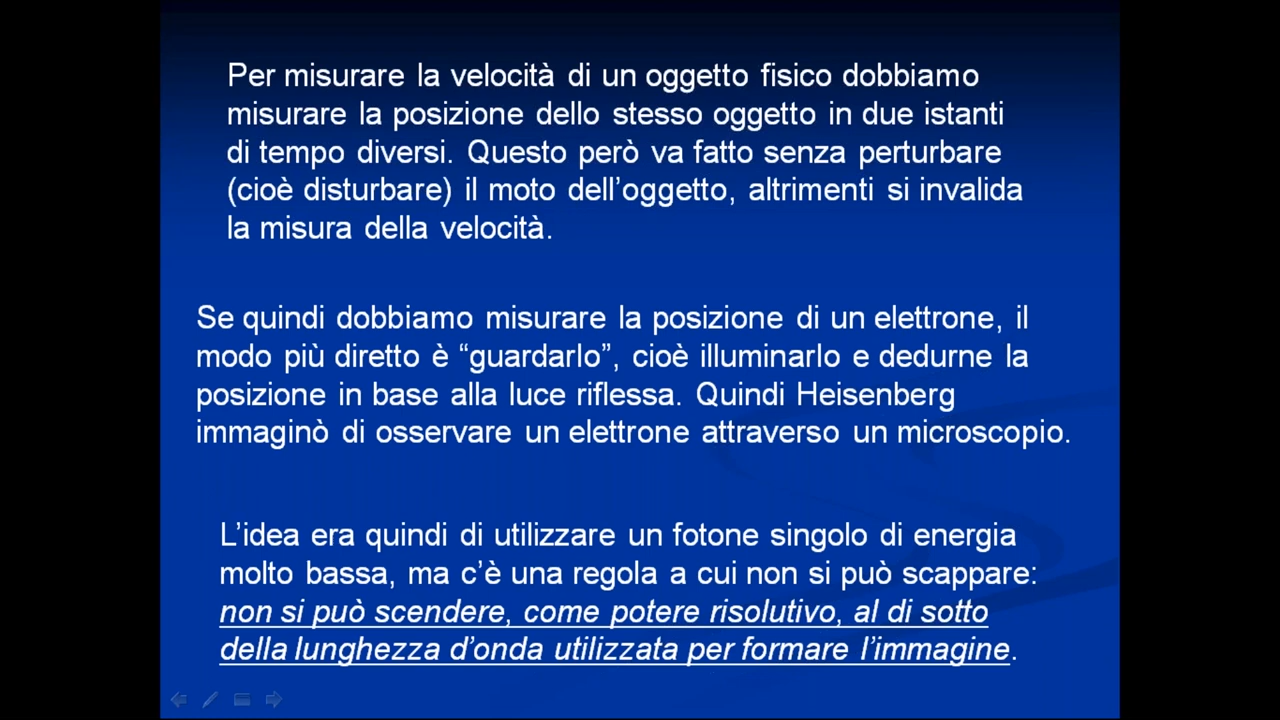 Per misurare la velocità di un oggetto fisico dobbiamo
misurare la posizione dello stesso oggetto in due istanti
di tempo diversi. Questo però va fatto senza perturbare
(cioè disturbare) il moto dell’oggetto, altrimenti si invalida
la misura della velocità.
Se quindi dobbiamo misurare la posizione di un elettrone, il
modo più diretto è “guardarlo”, cioè illuminarlo e dedurne la
posizione in base alla luce riflessa. Quindi Heisenberg
immaginò di osservare un elettrone attraverso un microscopio.
L’idea era quindi di utilizzare un fotone singolo di energia
molto bassa, ma c’è una regola a cui non si può scappare:
non si può scendere, come potere risolutivo, al di sotto
della lunghezza d’onda utilizzata per formare l’immagine.